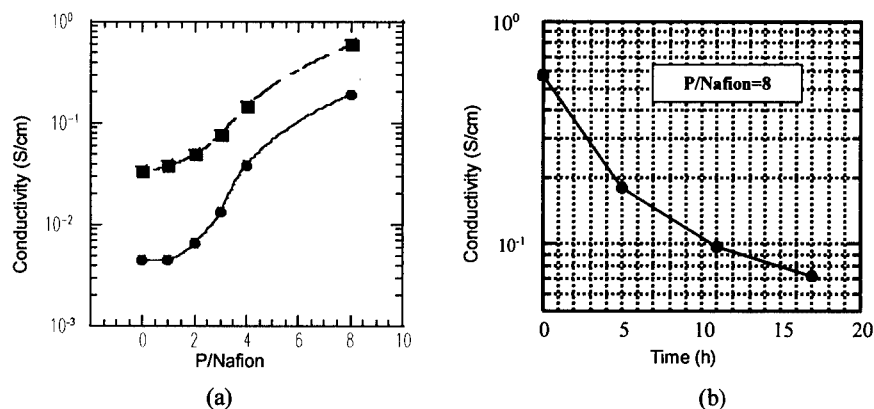 Conductivity (S/cm)
10⁰
10⁻¹
10⁻²
10⁻³
0 2 4 6 8 10
P/Nafion
(a)
Conductivity (S/cm)
10⁰
10⁻¹
P/Nafion=8
0 5 10 15 20
Time (h)
(b)